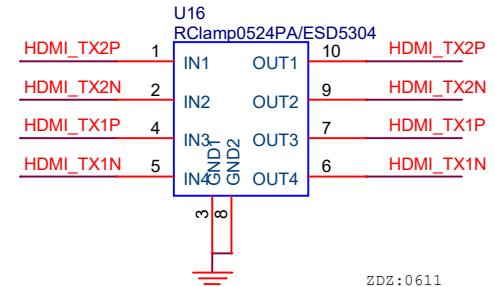 U16
RClamp0524PA/ESD5304
HDMI_TX2P 1 IN1 OUT1 10 HDMI_TX2P
HDMI_TX2N 2 IN2 OUT2 9 HDMI_TX2N
HDMI_TX1P 4 IN3 OUT3 7 HDMI_TX1P
HDMI_TX1N 5 IN4 OUT4 6 HDMI_TX1N
GND1
GND2
3
8
ZDZ:0611